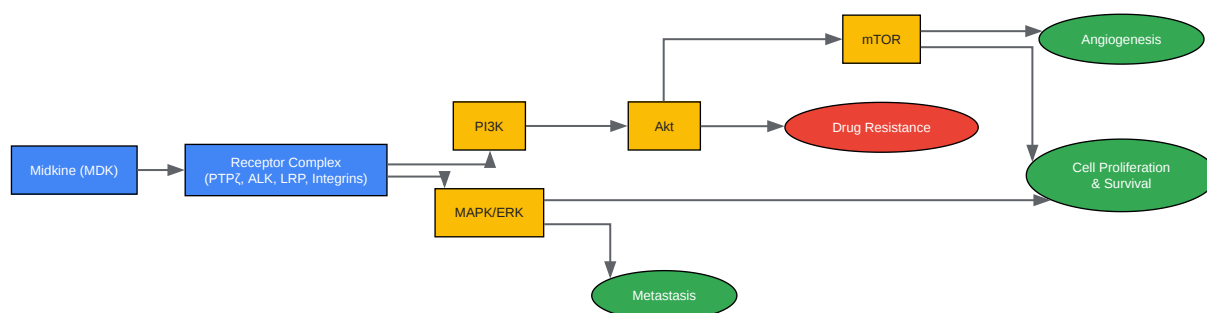 Midkine (MDK)
Receptor Complex
(PTPζ, ALK, LRP, Integrins)
PI3K
MAPK/ERK
Akt
mTOR
Drug Resistance
Angiogenesis
Cell Proliferation
& Survival
Metastasis